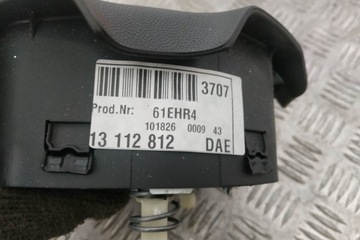 3707
Prod.Nr: 61EHR4
101826 0009 43
13 112 812 DAE